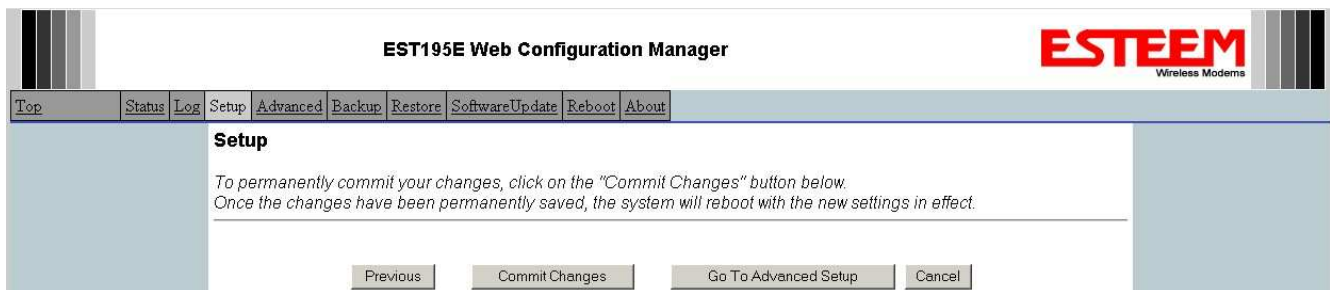 EST195E Web Configuration Manager
ESTEEM
Wireless Modems
Top Status Log Setup Advanced Backup Restore SoftwareUpdate Reboot About
Setup
To permanently commit your changes, click on the "Commit Changes" button below.
Once the changes have been permanently saved, the system will reboot with the new settings in effect.
Previous Commit Changes Go To Advanced Setup Cancel